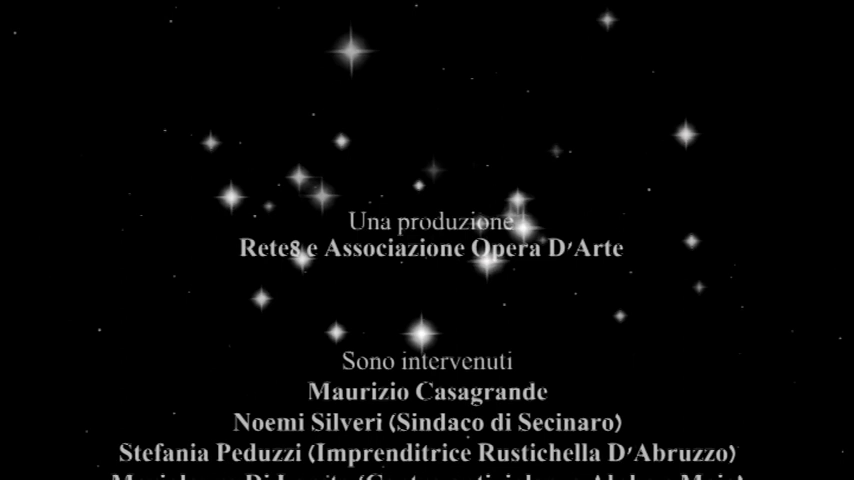 Una produzione
Rete8 e Associazione Opera D'Arte
Sono intervenuti
Maurizio Casagrande
Noemi Silveri (Sindaco di Secinaro)
Stefania Peduzzi (Imprenditrice Rustichella D'Abruzzo)